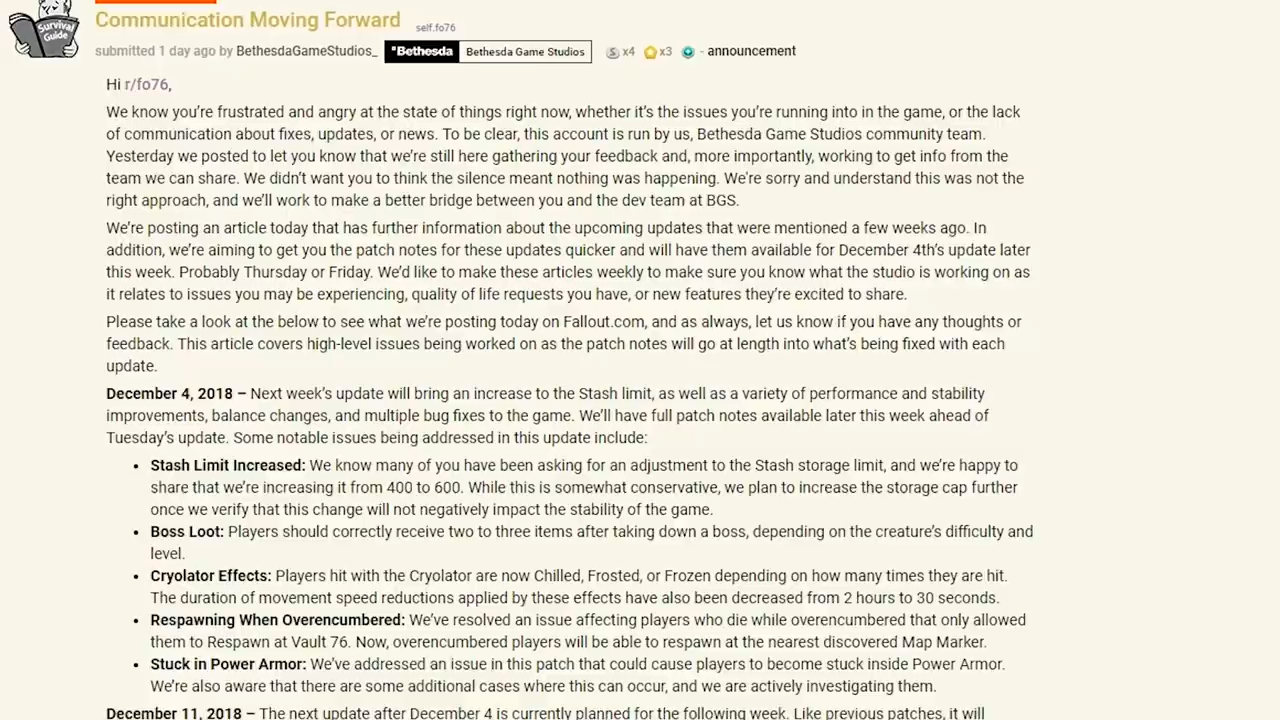 Survival
Guide
Communication Moving Forward self.fo76
submitted 1 day ago by BethesdaGameStudios_ *Bethesda Bethesda Game Studios x4 x3 - announcement
Hi r/fo76,
We know you're frustrated and angry at the state of things right now, whether it's the issues you're running into in the game, or the lack
of communication about fixes, updates, or news. To be clear, this account is run by us, Bethesda Game Studios community team.
Yesterday we posted to let you know that we're still here gathering your feedback and, more importantly, working to get info from the
team we can share. We didn't want you to think the silence meant nothing was happening. We're sorry and understand this was not the
right approach, and we'll work to make a better bridge between you and the dev team at BGS.
We're posting an article today that has further information about the upcoming updates that were mentioned a few weeks ago. In
addition, we're aiming to get you the patch notes for these updates quicker and will have them available for December 4th's update later
this week. Probably Thursday or Friday. We'd like to make these articles weekly to make sure you know what the studio is working on as
it relates to issues you may be experiencing, quality of life requests you have, or new features they're excited to share.
Please take a look at the below to see what we're posting today on Fallout.com, and as always, let us know if you have any thoughts or
feedback. This article covers high-level issues being worked on as the patch notes will go at length into what's being fixed with each
update.
December 4, 2018 – Next week's update will bring an increase to the Stash limit, as well as a variety of performance and stability
improvements, balance changes, and multiple bug fixes to the game. We'll have full patch notes available later this week ahead of
Tuesday's update. Some notable issues being addressed in this update include:
• Stash Limit Increased: We know many of you have been asking for an adjustment to the Stash storage limit, and we're happy to
share that we're increasing it from 400 to 600. While this is somewhat conservative, we plan to increase the storage cap further
once we verify that this change will not negatively impact the stability of the game.
• Boss Loot: Players should correctly receive two to three items after taking down a boss, depending on the creature's difficulty and
level.
• Cryolator Effects: Players hit with the Cryolator are now Chilled, Frosted, or Frozen depending on how many times they are hit.
The duration of movement speed reductions applied by these effects have also been decreased from 2 hours to 30 seconds.
• Respawning When Overencumbered: We've resolved an issue affecting players who die while overencumbered that only allowed
them to Respawn at Vault 76. Now, overencumbered players will be able to respawn at the nearest discovered Map Marker.
• Stuck in Power Armor: We've addressed an issue in this patch that could cause players to become stuck inside Power Armor.
We're also aware that there are some additional cases where this can occur, and we are actively investigating them.
December 11, 2018 – The next update after December 4 is currently planned for the following week. Like previous patches, it will